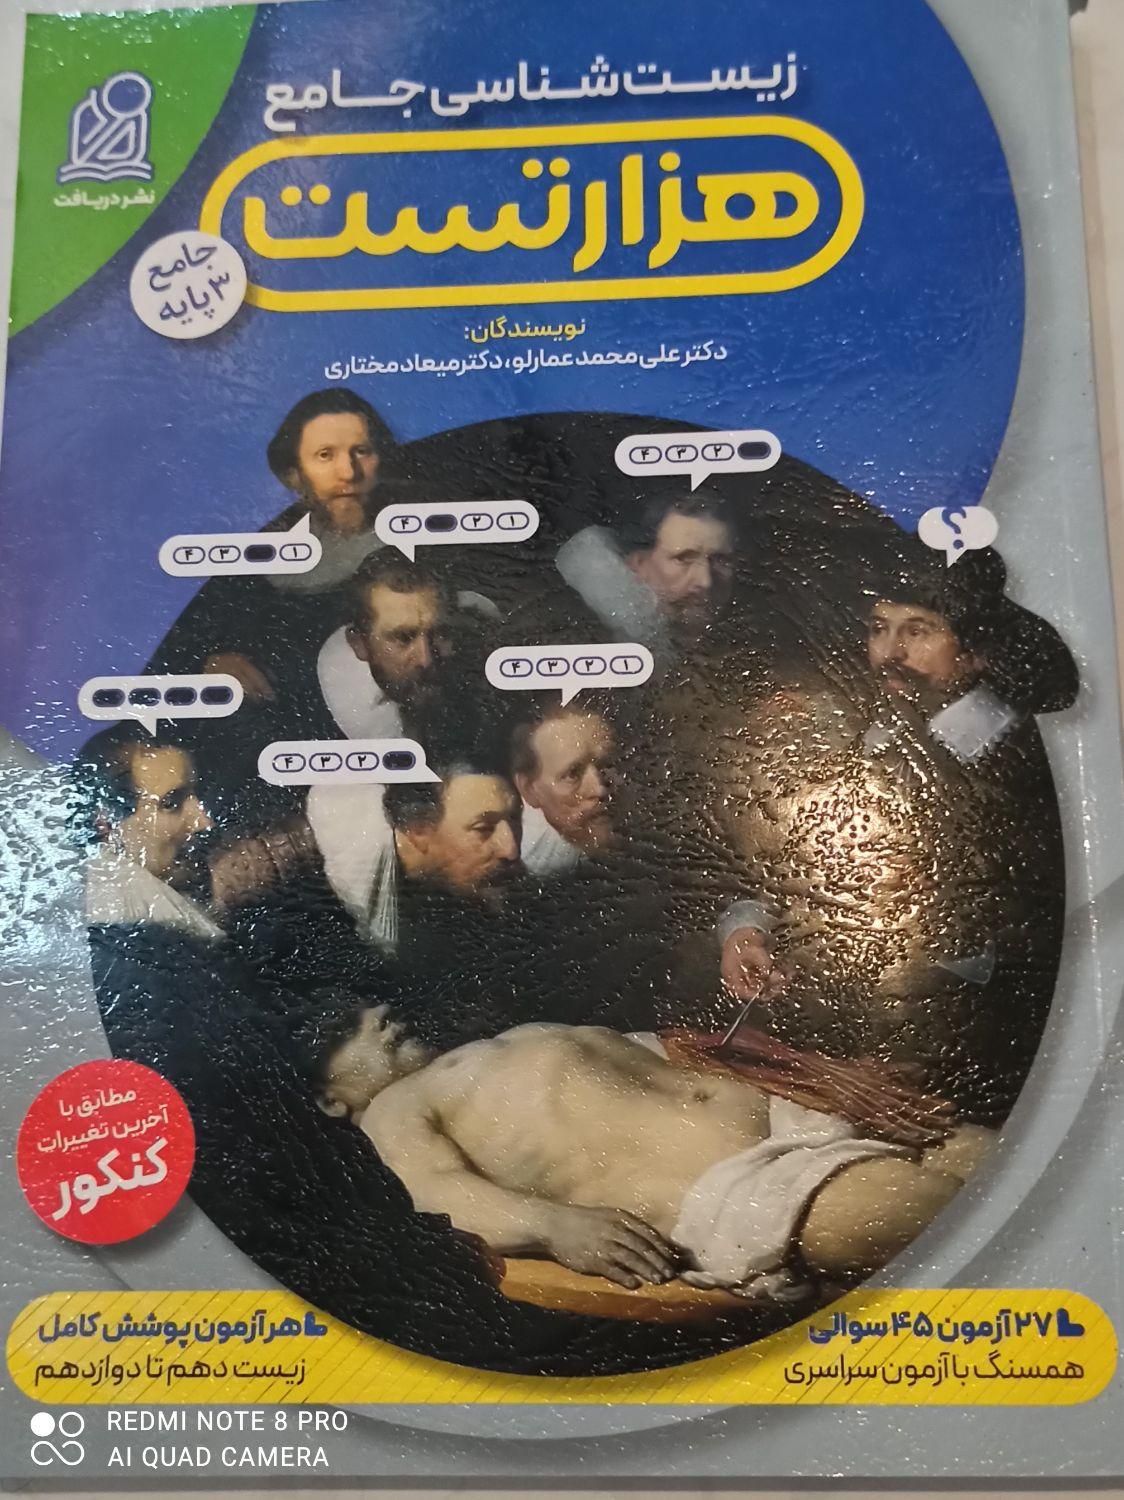 زیست‌شناسی جامع
هزارتست
نشر دریافت
جامع
۳ پایه
نویسندگان:
دکتر علی محمد عمارلو، دکتر میعاد مختاری
۴ ۳ ۲
۴ ۲ ۱
۴ ۳ ۱
؟
۴ ۳ ۲ ۱
۴ ۳ ۲
مطابق با
آخرین تغییرات
کنکور
۲۷ آزمون ۴۵ سوالی
همسنگ با آزمون سراسری
هر آزمون پوشش کامل
زیست دهم تا دوازدهم
REDMI NOTE 8 PRO
AI QUAD CAMERA